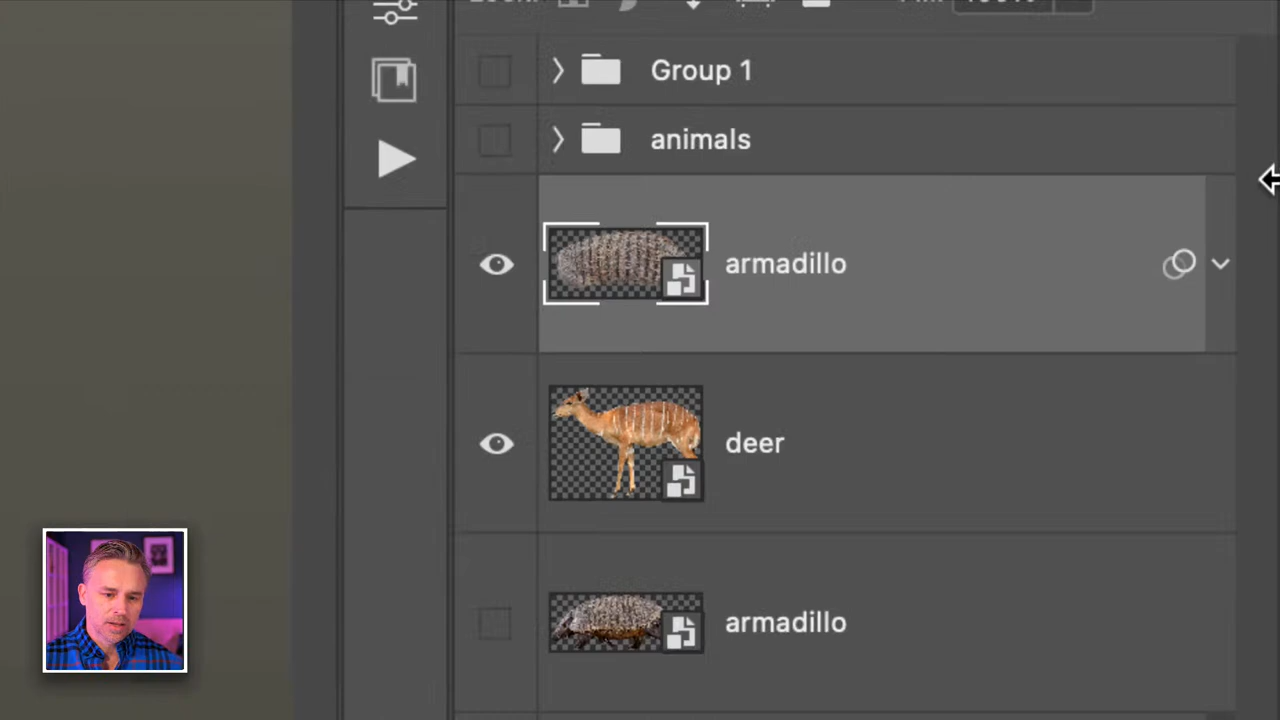 Group 1
animals
armadillo
deer
armadillo